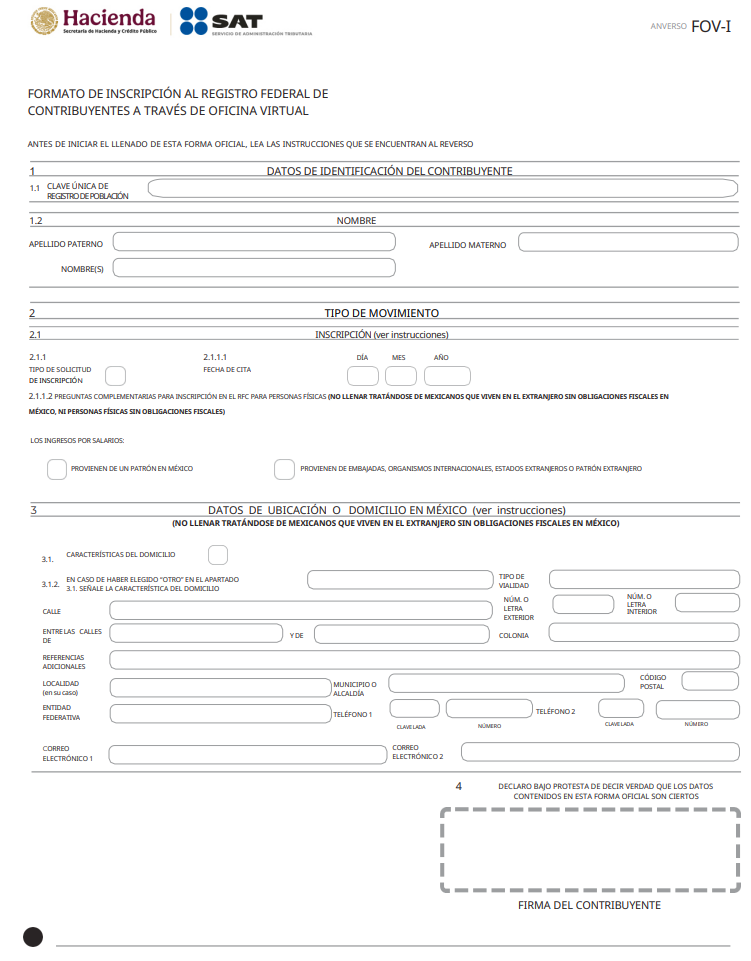 Hacienda
Secretaría de Hacienda y Crédito Público
SAT
SERVICIO DE ADMINISTRACIÓN TRIBUTARIA
ANVERSO FOV-I
FORMATO DE INSCRIPCIÓN AL REGISTRO FEDERAL DE
CONTRIBUYENTES A TRAVÉS DE OFICINA VIRTUAL
ANTES DE INICIAR EL LLENADO DE ESTA FORMA OFICIAL, LEA LAS INSTRUCCIONES QUE SE ENCUENTRAN AL REVERSO
1 DATOS DE IDENTIFICACIÓN DEL CONTRIBUYENTE
1.1 CLAVE ÚNICA DE
REGISTRO DE POBLACIÓN
1.2 NOMBRE
APELLIDO PATERNO APELLIDO MATERNO
NOMBRE(S)
2 TIPO DE MOVIMIENTO
2.1 INSCRIPCIÓN (ver instrucciones)
2.1.1 2.1.1.1 DÍA MES AÑO
TIPO DE SOLICITUD FECHA DE CITA
DE INSCRIPCIÓN
2.1.1.2 PREGUNTAS COMPLEMENTARIAS PARA INSCRIPCIÓN EN EL RFC PARA PERSONAS FÍSICAS (NO LLENAR TRATÁNDOSE DE MEXICANOS QUE VIVEN EN EL EXTRANJERO SIN OBLIGACIONES FISCALES EN
MÉXICO, NI PERSONAS FÍSICAS SIN OBLIGACIONES FISCALES)
LOS INGRESOS POR SALARIOS:
PROVIENEN DE UN PATRÓN EN MÉXICO PROVIENEN DE EMBAJADAS, ORGANISMOS INTERNACIONALES, ESTADOS EXTRANJEROS O PATRÓN EXTRANJERO
3 DATOS DE UBICACIÓN O DOMICILIO EN MÉXICO (ver instrucciones)
(NO LLENAR TRATÁNDOSE DE MEXICANOS QUE VIVEN EN EL EXTRANJERO SIN OBLIGACIONES FISCALES EN MÉXICO)
3.1. CARACTERÍSTICAS DEL DOMICILIO
3.1.2. EN CASO DE HABER ELEGIDO "OTRO" EN EL APARTADO
3.1. SEÑALE LA CARACTERÍSTICA DEL DOMICILIO
TIPO DE
VIALIDAD
CALLE
NÚM. O
LETRA
EXTERIOR
NÚM. O
LETRA
INTERIOR
ENTRE LAS CALLES
DE
Y DE
COLONIA
REFERENCIAS
ADICIONALES
LOCALIDAD
(en su caso)
MUNICIPIO O
ALCALDÍA
CÓDIGO
POSTAL
ENTIDAD
FEDERATIVA
TELÉFONO 1
CLAVE LADA NÚMERO
TELÉFONO 2
CLAVE LADA NÚMERO
CORREO
ELECTRÓNICO 1
CORREO
ELECTRÓNICO 2
4 DECLARO BAJO PROTESTA DE DECIR VERDAD QUE LOS DATOS
CONTENIDOS EN ESTA FORMA OFICIAL SON CIERTOS
FIRMA DEL CONTRIBUYENTE